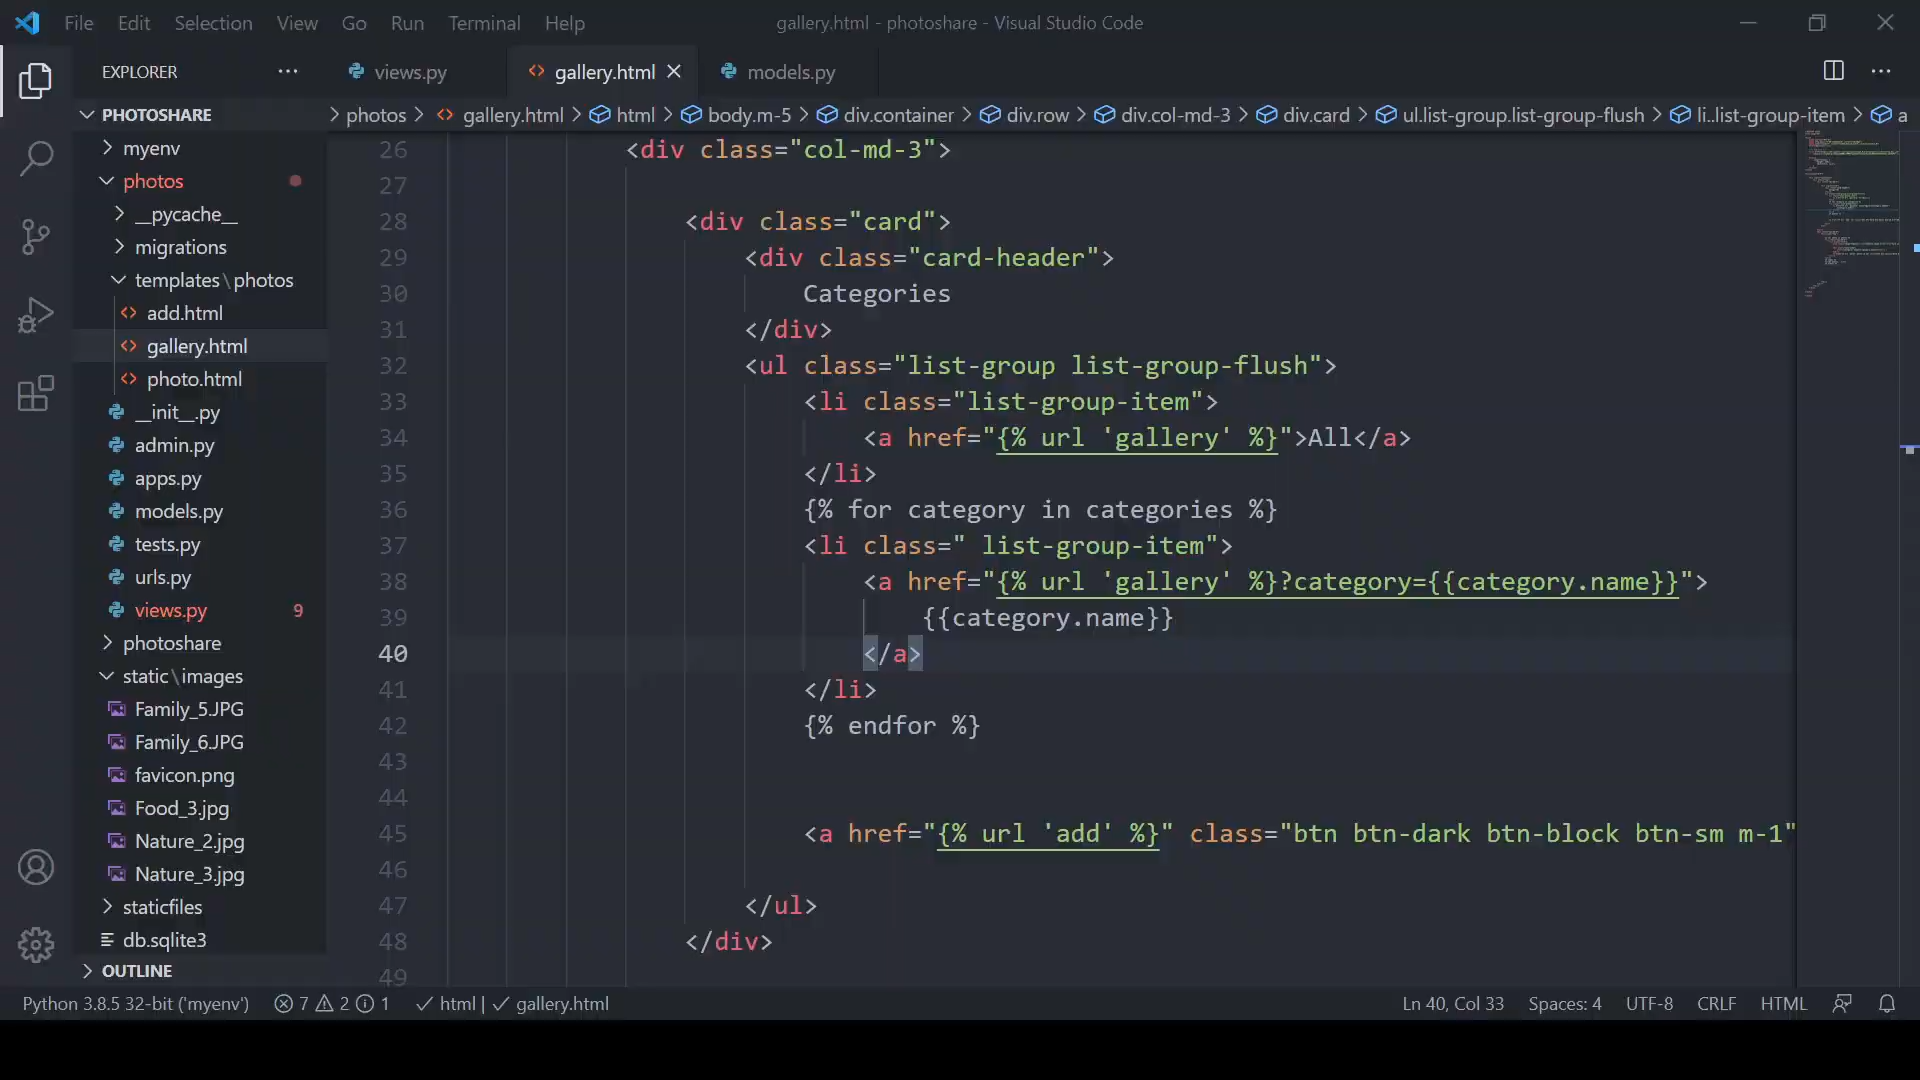 File Edit Selection View Go Run Terminal Help gallery.html - photoshare - Visual Studio Code
EXPLORER ··· views.py gallery.html models.py ···
PHOTOSHARE
photos > gallery.html > html > body.m-5 > div.container > div.row > div.col-md-3 > div.card > ul.list-group.list-group-flush > li..list-group-item > a
myenv
photos
__pycache__
migrations
templates\photos
add.html
gallery.html
photo.html
__init__.py
admin.py
apps.py
models.py
tests.py
urls.py
views.py 9
photoshare
static\images
Family_5.JPG
Family_6.JPG
favicon.png
Food_3.jpg
Nature_2.jpg
Nature_3.jpg
staticfiles
db.sqlite3
OUTLINE
26 <div class="col-md-3">
27
28 <div class="card">
29 <div class="card-header">
30 Categories
31 </div>
32 <ul class="list-group list-group-flush">
33 <li class="list-group-item">
34 <a href="{% url 'gallery' %}">All</a>
35 </li>
36 {% for category in categories %}
37 <li class=" list-group-item">
38 <a href="{% url 'gallery' %}?category={{category.name}}">
39 {{category.name}}
40 </a>
41 </li>
42 {% endfor %}
43
44
45 <a href="{% url 'add' %}" class="btn btn-dark btn-block btn-sm m-1"
46
47 </ul>
48 </div>
49
Python 3.8.5 32-bit ('myenv') 7 2 1 html | gallery.html Ln 40, Col 33 Spaces: 4 UTF-8 CRLF HTML